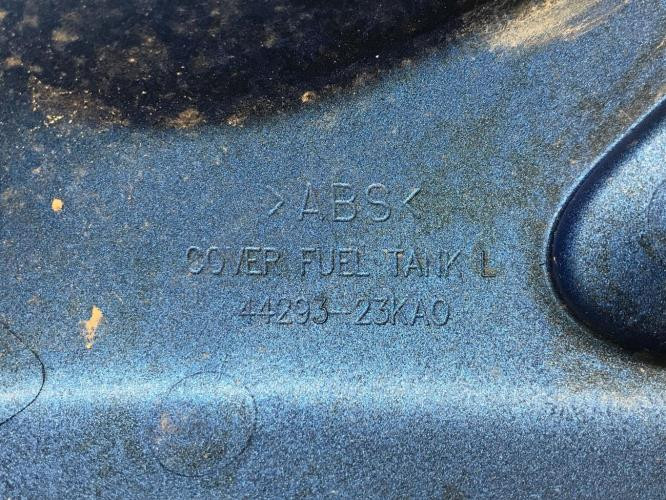 >ABS<
COVER FUEL TANK L
44293-23KA0